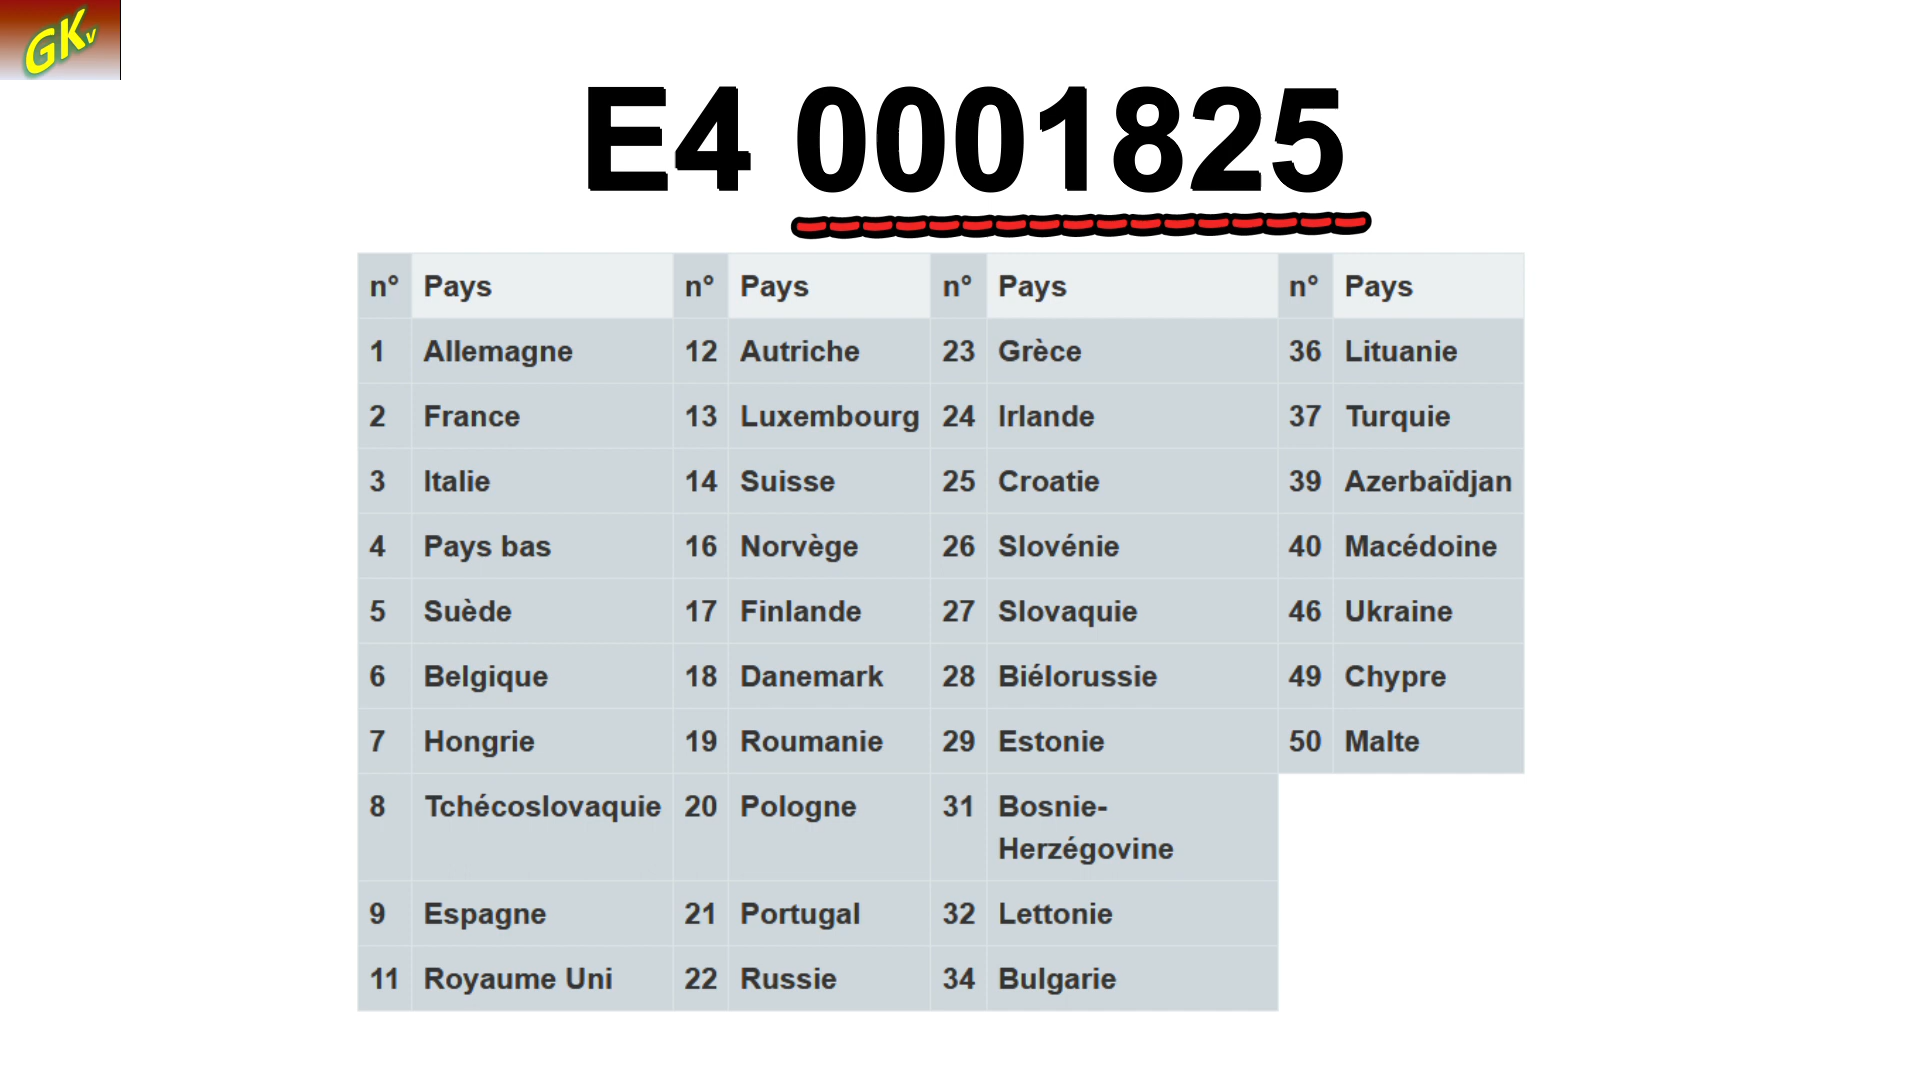 GKv
E4 0001825
n° Pays n° Pays n° Pays n° Pays
1 Allemagne 12 Autriche 23 Grèce 36 Lituanie
2 France 13 Luxembourg 24 Irlande 37 Turquie
3 Italie 14 Suisse 25 Croatie 39 Azerbaïdjan
4 Pays bas 16 Norvège 26 Slovénie 40 Macédoine
5 Suède 17 Finlande 27 Slovaquie 46 Ukraine
6 Belgique 18 Danemark 28 Biélorussie 49 Chypre
7 Hongrie 19 Roumanie 29 Estonie 50 Malte
8 Tchécoslovaquie 20 Pologne 31 Bosnie-
Herzégovine
9 Espagne 21 Portugal 32 Lettonie
11 Royaume Uni 22 Russie 34 Bulgarie